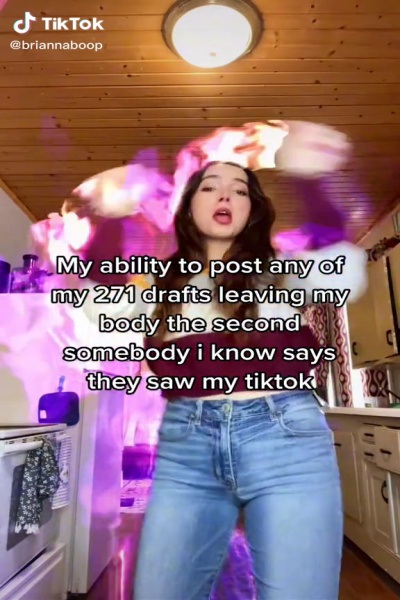 TikTok
@briannaboop
My ability to post any of
my 271 drafts leaving my
body the second
somebody i know says
they saw my tiktok